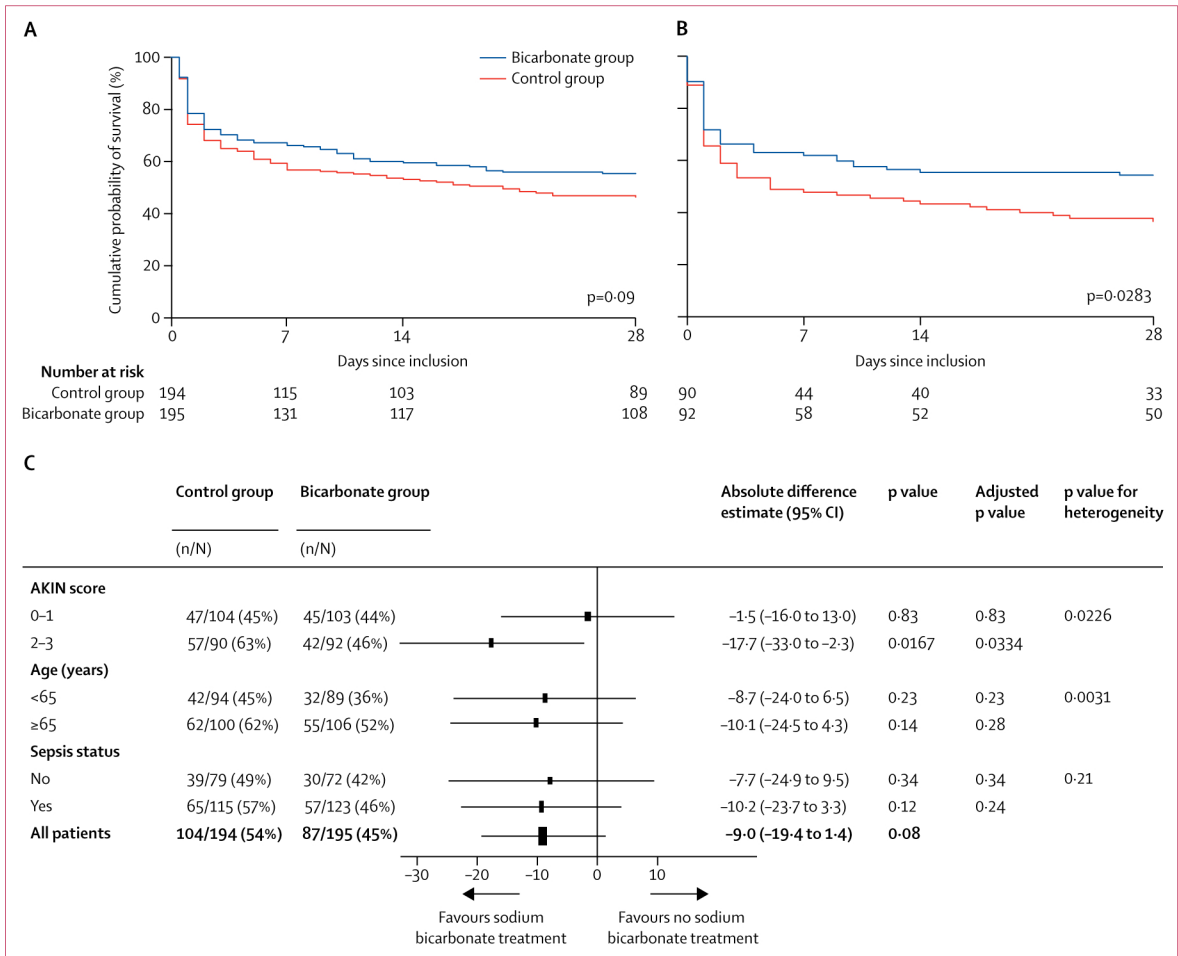 A
B
Cumulative probability of survival (%)
100
80
60
40
20
0
Bicarbonate group
Control group
p=0·09
p=0·0283
0 7 14 28
0 7 14 28
Days since inclusion
Days since inclusion
Number at risk
Control group 194 115 103 89 90 44 40 33
Bicarbonate group 195 131 117 108 92 58 52 50
C
Control group Bicarbonate group Absolute difference p value Adjusted p value for
estimate (95% CI) p value heterogeneity
(n/N) (n/N)
AKIN score
0–1 47/104 (45%) 45/103 (44%) –1·5 (–16·0 to 13·0) 0·83 0·83 0·0226
2–3 57/90 (63%) 42/92 (46%) –17·7 (–33·0 to –2·3) 0·0167 0·0334
Age (years)
<65 42/94 (45%) 32/89 (36%) –8·7 (–24·0 to 6·5) 0·23 0·23 0·0031
≥65 62/100 (62%) 55/106 (52%) –10·1 (–24·5 to 4·3) 0·14 0·28
Sepsis status
No 39/79 (49%) 30/72 (42%) –7·7 (–24·9 to 9·5) 0·34 0·34 0·21
Yes 65/115 (57%) 57/123 (46%) –10·2 (–23·7 to 3·3) 0·12 0·24
All patients 104/194 (54%) 87/195 (45%) –9·0 (–19·4 to 1·4) 0·08
–30 –20 –10 0 10
Favours sodium
bicarbonate treatment
Favours no sodium
bicarbonate treatment